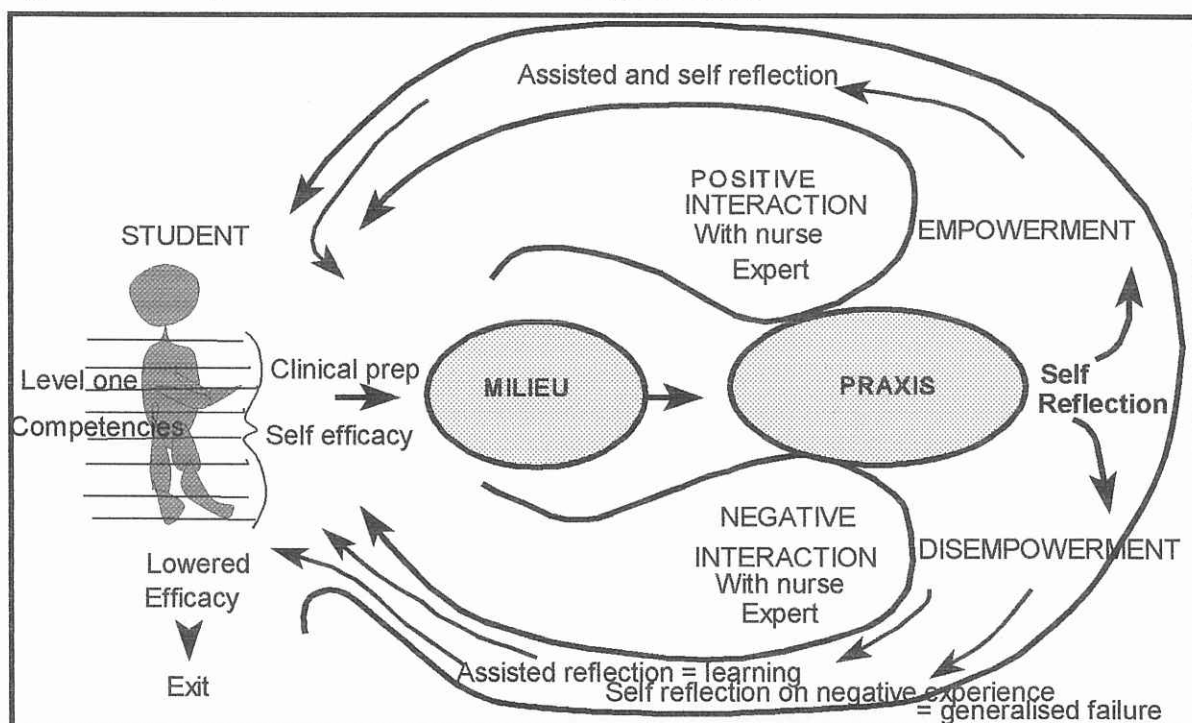 Assisted and self reflection
POSITIVE
INTERACTION
With nurse
Expert
STUDENT
EMPOWERMENT
Level one
Competencies
Clinical prep
Self efficacy
MILIEU
PRAXIS
Self
Reflection
NEGATIVE
INTERACTION
With nurse
Expert
DISEMPOWERMENT
Lowered
Efficacy
Exit
Assisted reflection = learning
Self reflection on negative experience
= generalised failure